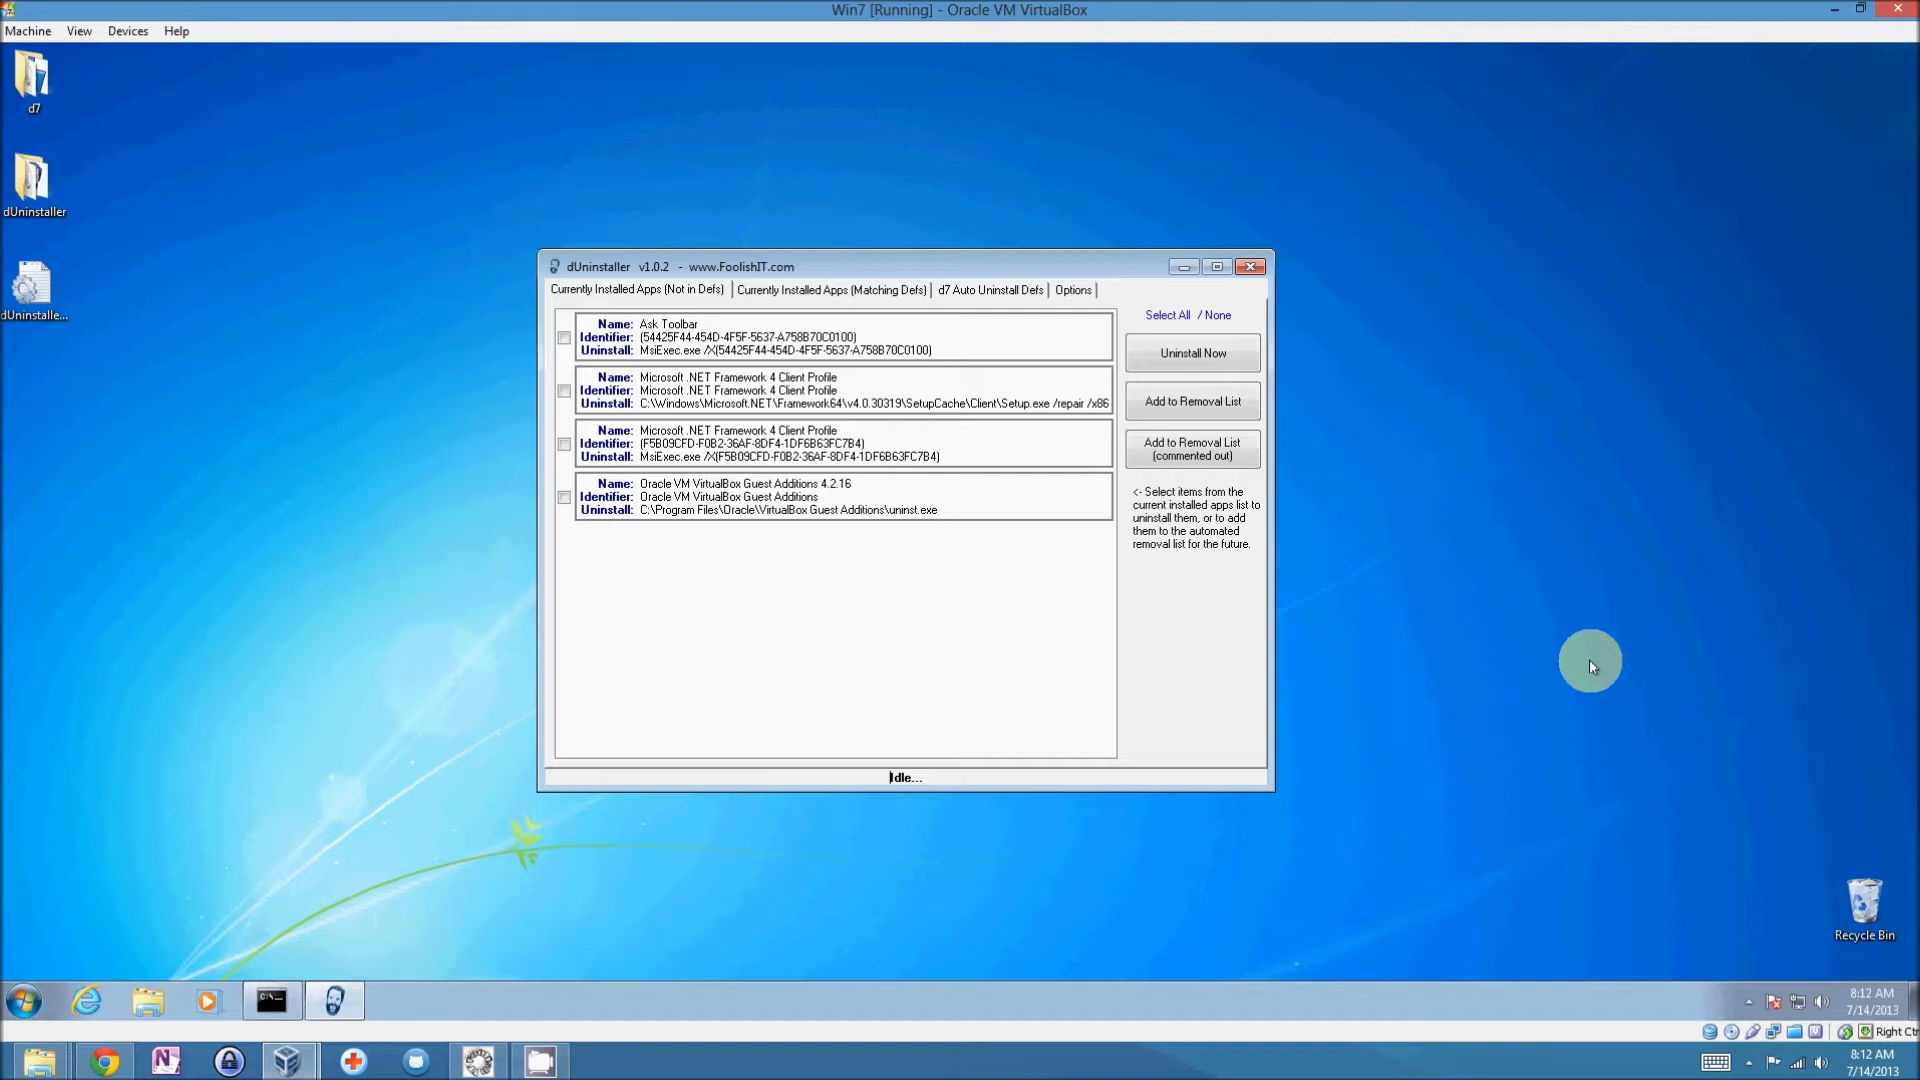 Win7 [Running] - Oracle VM VirtualBox
Machine View Devices Help
d7
dUninstaller
dUninstalle...
dUninstaller v1.0.2 - www.FoolishIT.com
Currently Installed Apps (Not in Defs) Currently Installed Apps (Matching Defs) d7 Auto Uninstall Defs Options
Name: Ask Toolbar
Identifier: {54425F44-454D-4F5F-5637-A758B70C0100}
Uninstall: MsiExec.exe /X{54425F44-454D-4F5F-5637-A758B70C0100}
Name: Microsoft .NET Framework 4 Client Profile
Identifier: Microsoft .NET Framework 4 Client Profile
Uninstall: C:\Windows\Microsoft.NET\Framework64\v4.0.30319\SetupCache\Client\Setup.exe /repair /x86
Name: Microsoft .NET Framework 4 Client Profile
Identifier: {F5B09CFD-F0B2-36AF-8DF4-1DF6B63FC7B4}
Uninstall: MsiExec.exe /X{F5B09CFD-F0B2-36AF-8DF4-1DF6B63FC7B4}
Name: Oracle VM VirtualBox Guest Additions 4.2.16
Identifier: Oracle VM VirtualBox Guest Additions
Uninstall: C:\Program Files\Oracle\VirtualBox Guest Additions\uninst.exe
Select All / None
Uninstall Now
Add to Removal List
Add to Removal List
(commented out)
<- Select items from the
current installed apps list to
uninstall them, or to add
them to the automated
removal list for the future.
Idle...
Recycle Bin
C:\_
8:12 AM
7/14/2013
Right Ctr
8:12 AM
7/14/2013